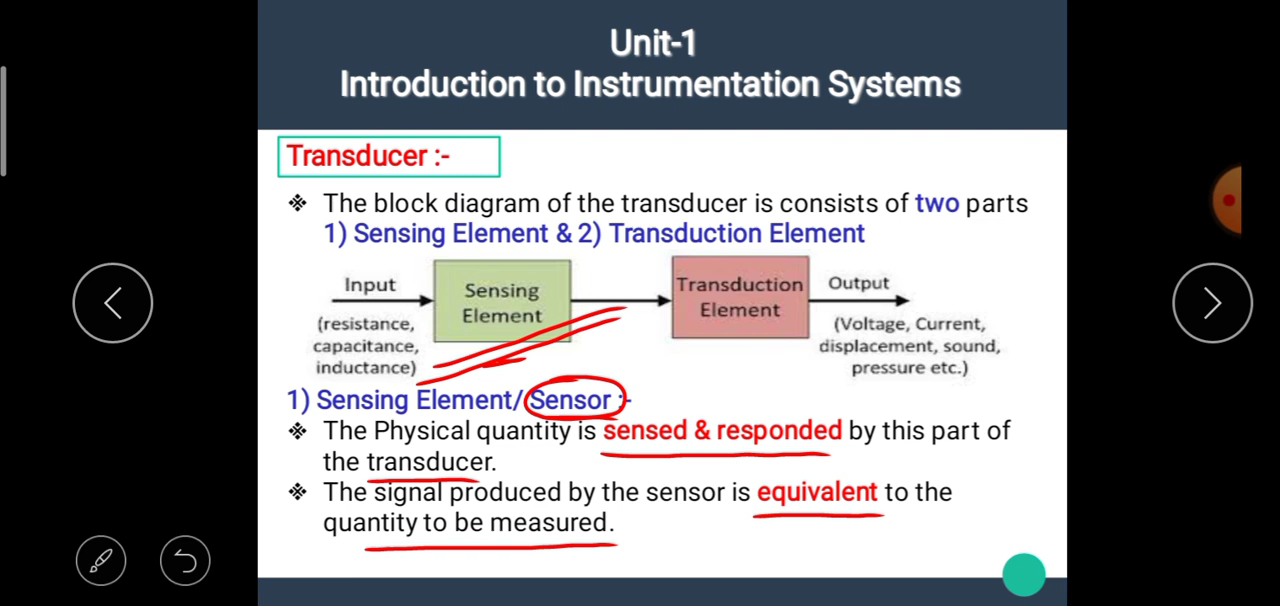 Unit-1
Introduction to Instrumentation Systems
Transducer :-
❖ The block diagram of the transducer is consists of two parts
1) Sensing Element & 2) Transduction Element
Input
(resistance,
capacitance,
inductance)
Sensing
Element
Transduction
Element
Output
(Voltage, Current,
displacement, sound,
pressure etc.)
1) Sensing Element/ Sensor :-
❖ The Physical quantity is sensed & responded by this part of
the transducer.
❖ The signal produced by the sensor is equivalent to the
quantity to be measured.